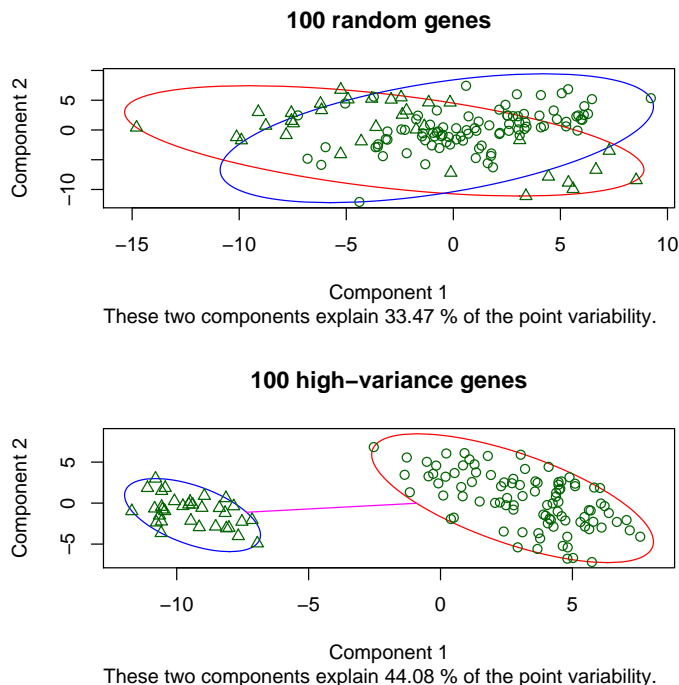 100 random genes
Component 2
5
0
−10
−15
−10
−5
0
5
10
Component 1
These two components explain 33.47 % of the point variability.
100 high−variance genes
Component 2
5
0
−5
−10
−5
0
5
Component 1
These two components explain 44.08 % of the point variability.